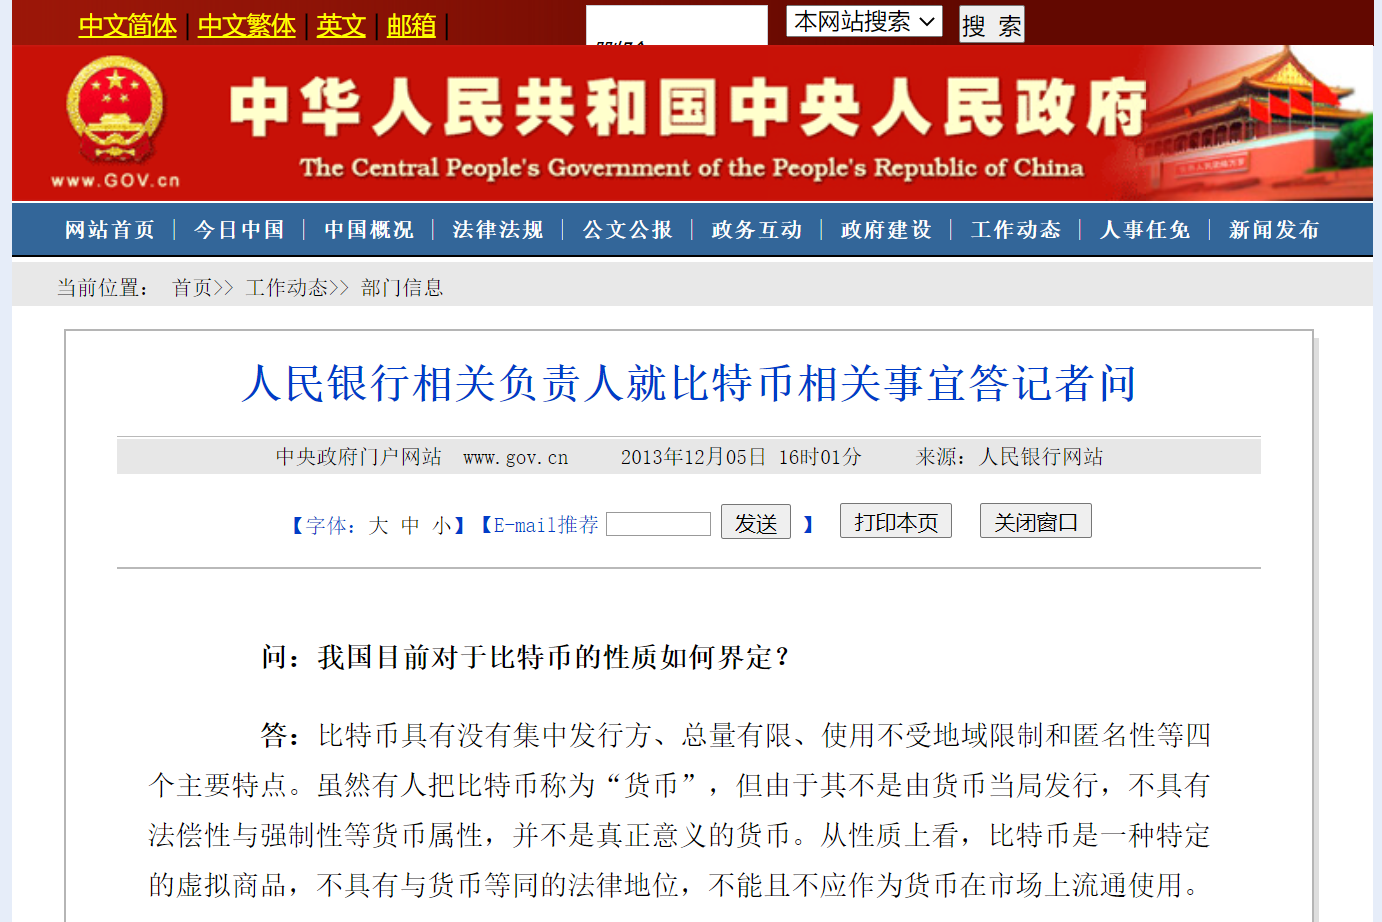 中文简体 | 中文繁体 | 英文 | 邮箱 |
本网站搜索
搜 索
中华人民共和国中央人民政府
The Central People's Government of the People's Republic of China
www.GOV.cn
网站首页 | 今日中国 | 中国概况 | 法律法规 | 公文公报 | 政务互动 | 政府建设 | 工作动态 | 人事任免 | 新闻发布
当前位置： 首页>> 工作动态>> 部门信息
人民银行相关负责人就比特币相关事宜答记者问
中央政府门户网站 www.gov.cn 2013年12月05日 16时01分 来源：人民银行网站
【字体：大 中 小】【E-mail推荐 发送 】 打印本页 关闭窗口
问：我国目前对于比特币的性质如何界定？
答：比特币具有没有集中发行方、总量有限、使用不受地域限制和匿名性等四
个主要特点。虽然有人把比特币称为“货币”，但由于其不是由货币当局发行，不具有
法偿性与强制性等货币属性，并不是真正意义的货币。从性质上看，比特币是一种特定
的虚拟商品，不具有与货币等同的法律地位，不能且不应作为货币在市场上流通使用。